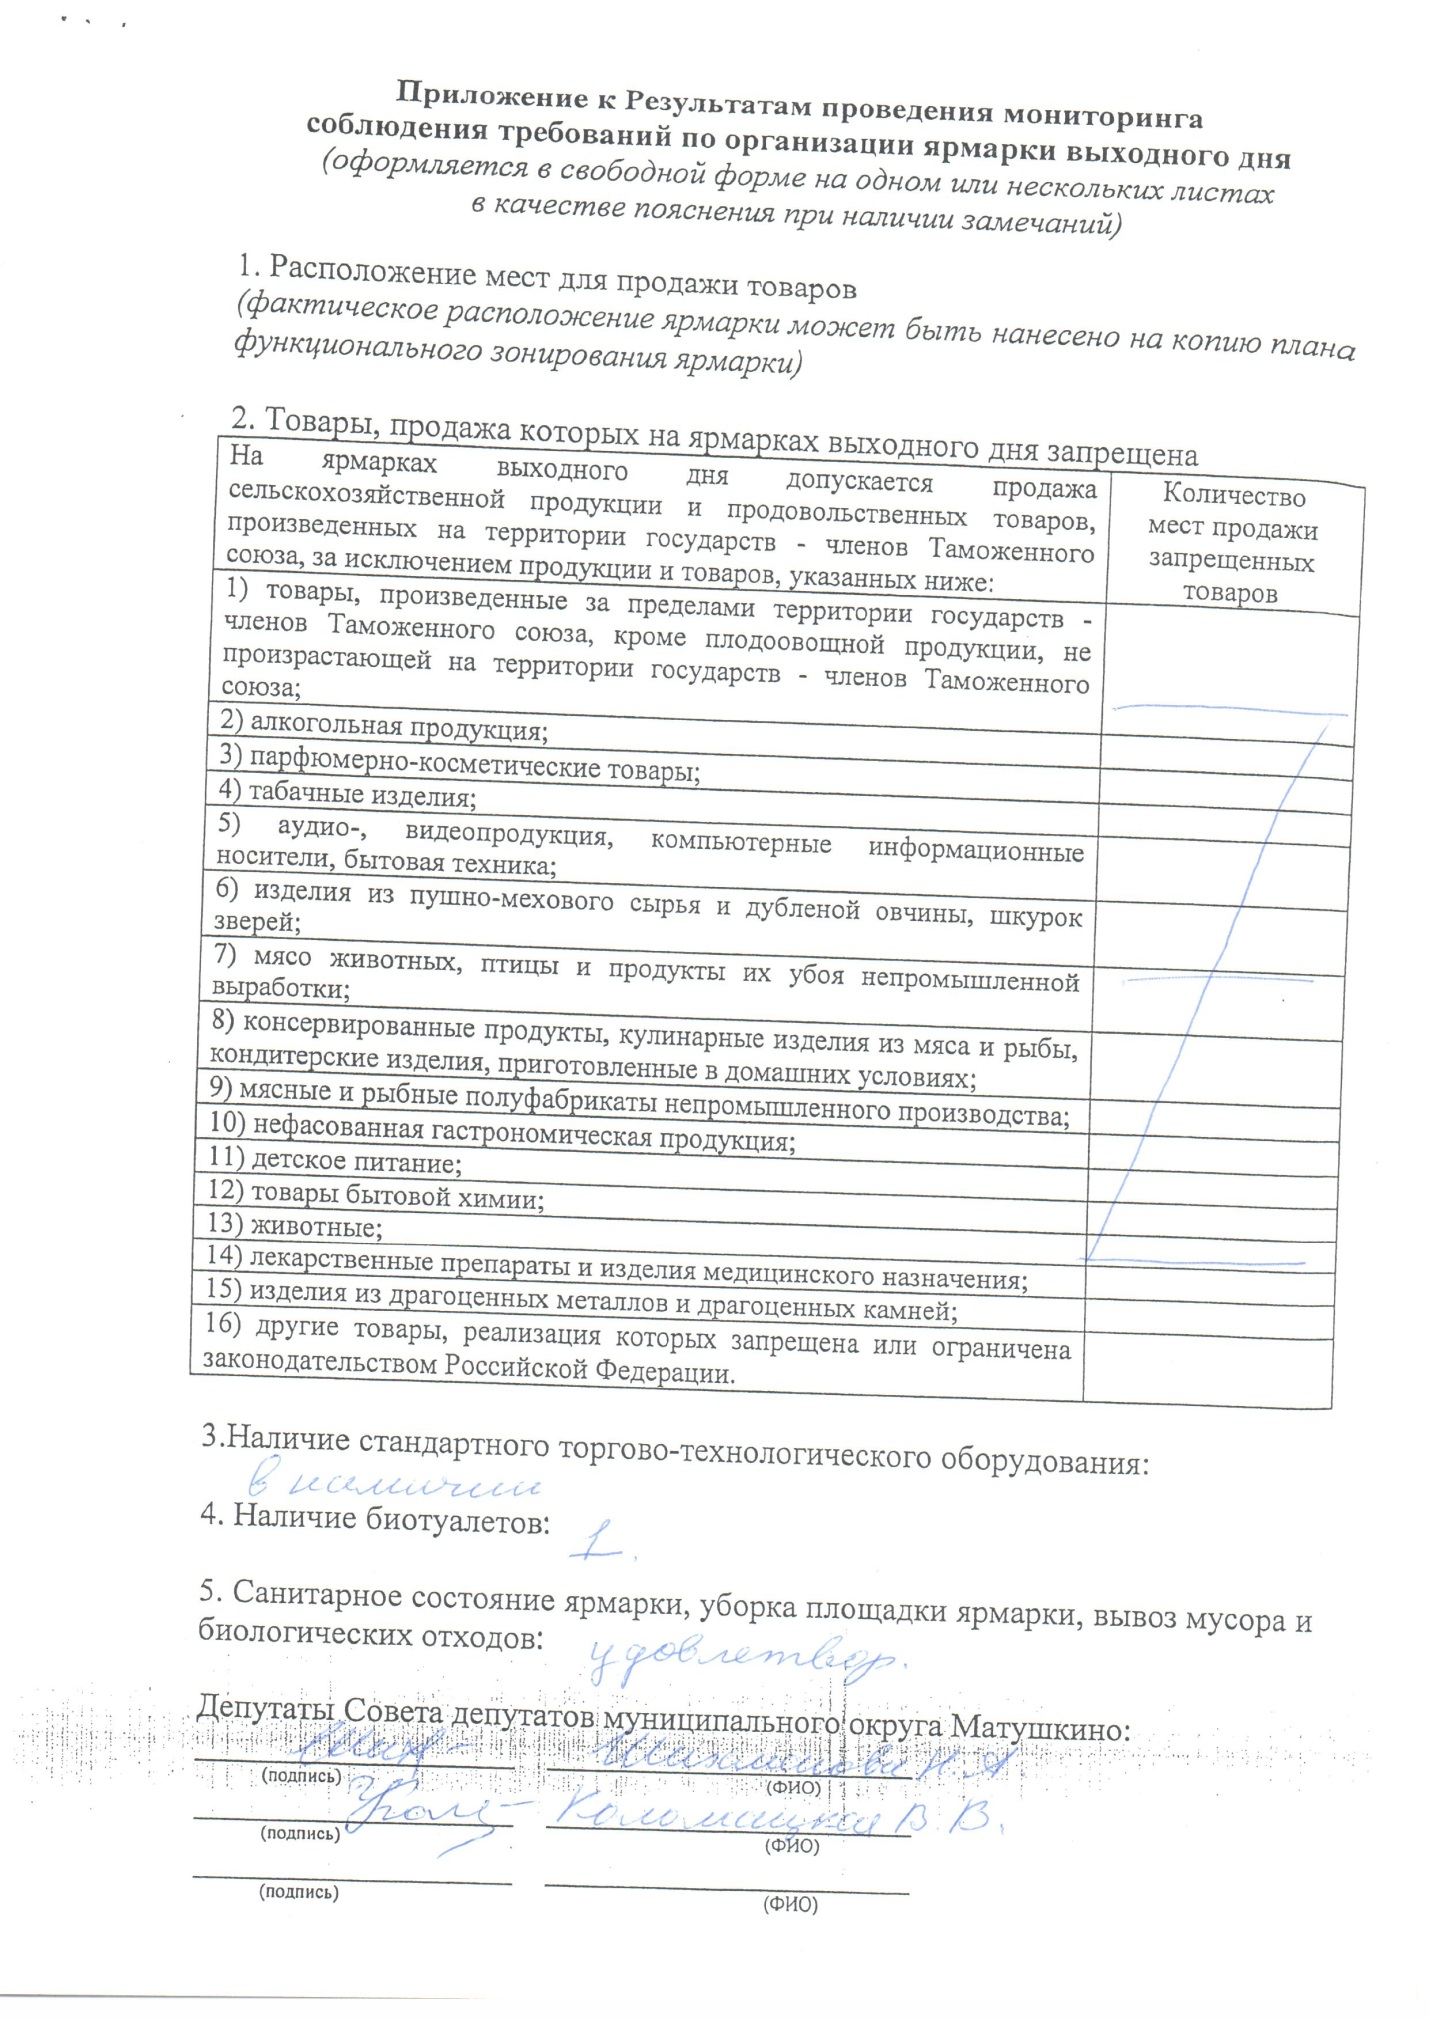 Приложение к Результатам проведения мониторинга
соблюдения требований по организации ярмарки выходного дня
(оформляется в свободной форме на одном или нескольких листах
в качестве пояснения при наличии замечаний)
1. Расположение мест для продажи товаров
(фактическое расположение ярмарки может быть нанесено на копию плана
функционального зонирования ярмарки)
2. Товары, продажа которых на ярмарках выходного дня запрещена
На ярмарках выходного дня допускается продажа
сельскохозяйственной продукции и продовольственных товаров,
произведенных на территории государств - членов Таможенного
союза, за исключением продукции и товаров, указанных ниже:
Количество
мест продажи
запрещенных
товаров
1) товары, произведенные за пределами территории государств -
членов Таможенного союза, кроме плодоовощной продукции, не
произрастающей на территории государств - членов Таможенного
союза;
2) алкогольная продукция;
3) парфюмерно-косметические товары;
4) табачные изделия;
5) аудио-, видеопродукция, компьютерные информационные
носители, бытовая техника;
6) изделия из пушно-мехового сырья и дубленой овчины, шкурок
зверей;
7) мясо животных, птицы и продукты их убоя непромышленной
выработки;
8) консервированные продукты, кулинарные изделия из мяса и рыбы,
кондитерские изделия, приготовленные в домашних условиях;
9) мясные и рыбные полуфабрикаты непромышленного производства;
10) нефасованная гастрономическая продукция;
11) детское питание;
12) товары бытовой химии;
13) животные;
14) лекарственные препараты и изделия медицинского назначения;
15) изделия из драгоценных металлов и драгоценных камней;
16) другие товары, реализация которых запрещена или ограничена
законодательством Российской Федерации.
3.Наличие стандартного торгово-технологического оборудования:
в наличии
4. Наличие биотуалетов:
1.
5. Санитарное состояние ярмарки, уборка площадки ярмарки, вывоз мусора и
биологических отходов: удовлетвор.
Депутаты Совета депутатов муниципального округа Матушкино:
Н.А
(подпись) (ФИО)
В.В.
(подпись) (ФИО)
(подпись) (ФИО)